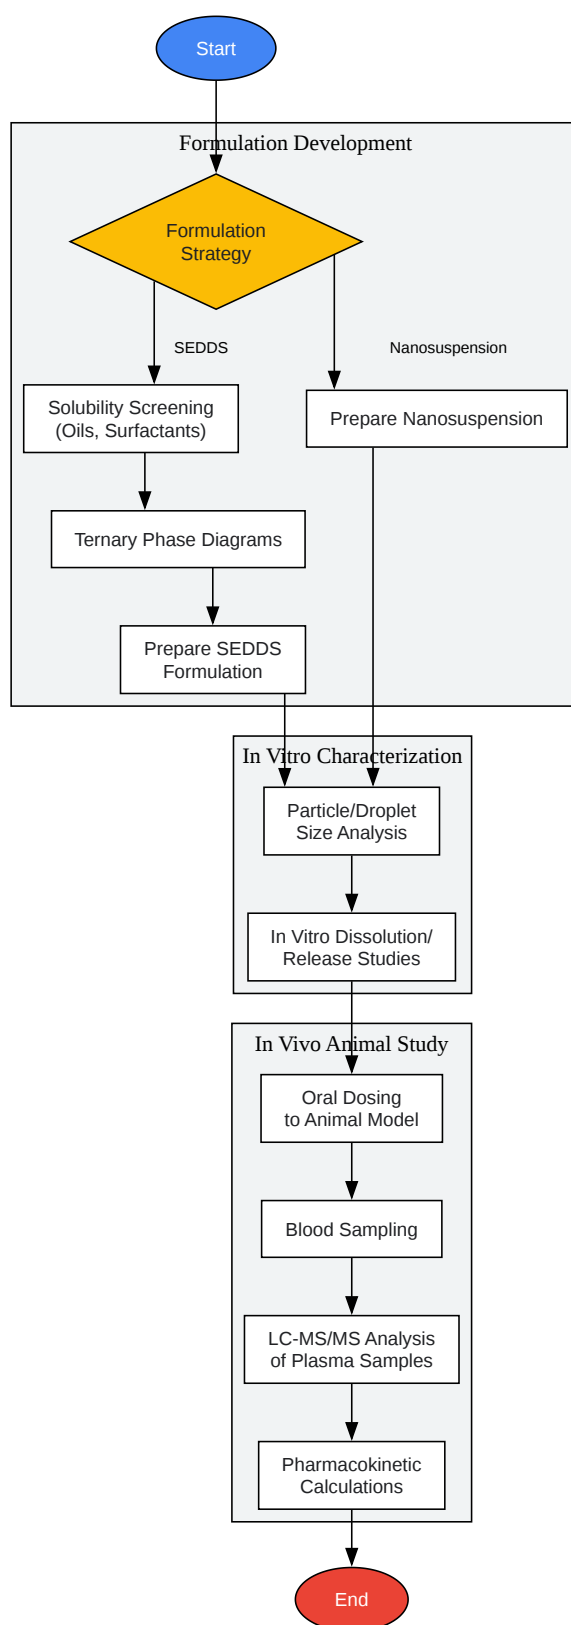 Start
Formulation Development
Formulation
Strategy
SEDDS
Nanosuspension
Solubility Screening
(Oils, Surfactants)
Prepare Nanosuspension
Ternary Phase Diagrams
Prepare SEDDS
Formulation
In Vitro Characterization
Particle/Droplet
Size Analysis
In Vitro Dissolution/
Release Studies
In Vivo Animal Study
Oral Dosing
to Animal Model
Blood Sampling
LC-MS/MS Analysis
of Plasma Samples
Pharmacokinetic
Calculations
End